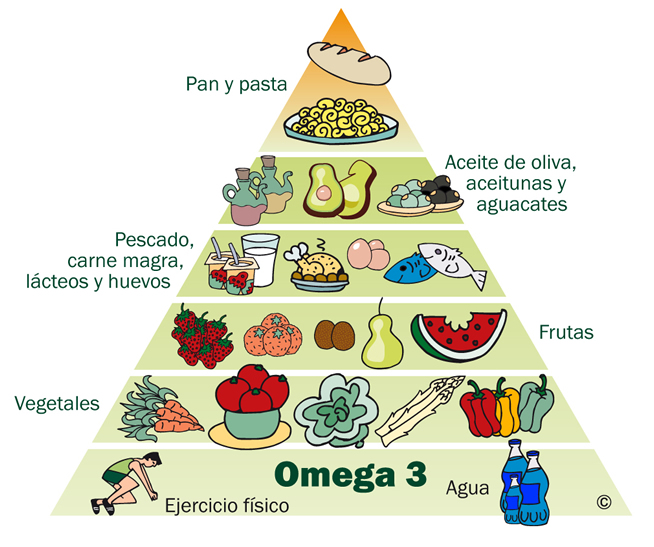 Pan y pasta
Aceite de oliva,
aceitunas y
aguacates
Pescado,
carne magra,
lácteos y huevos
Frutas
Vegetales
Omega 3
Ejercicio físico
Agua
©